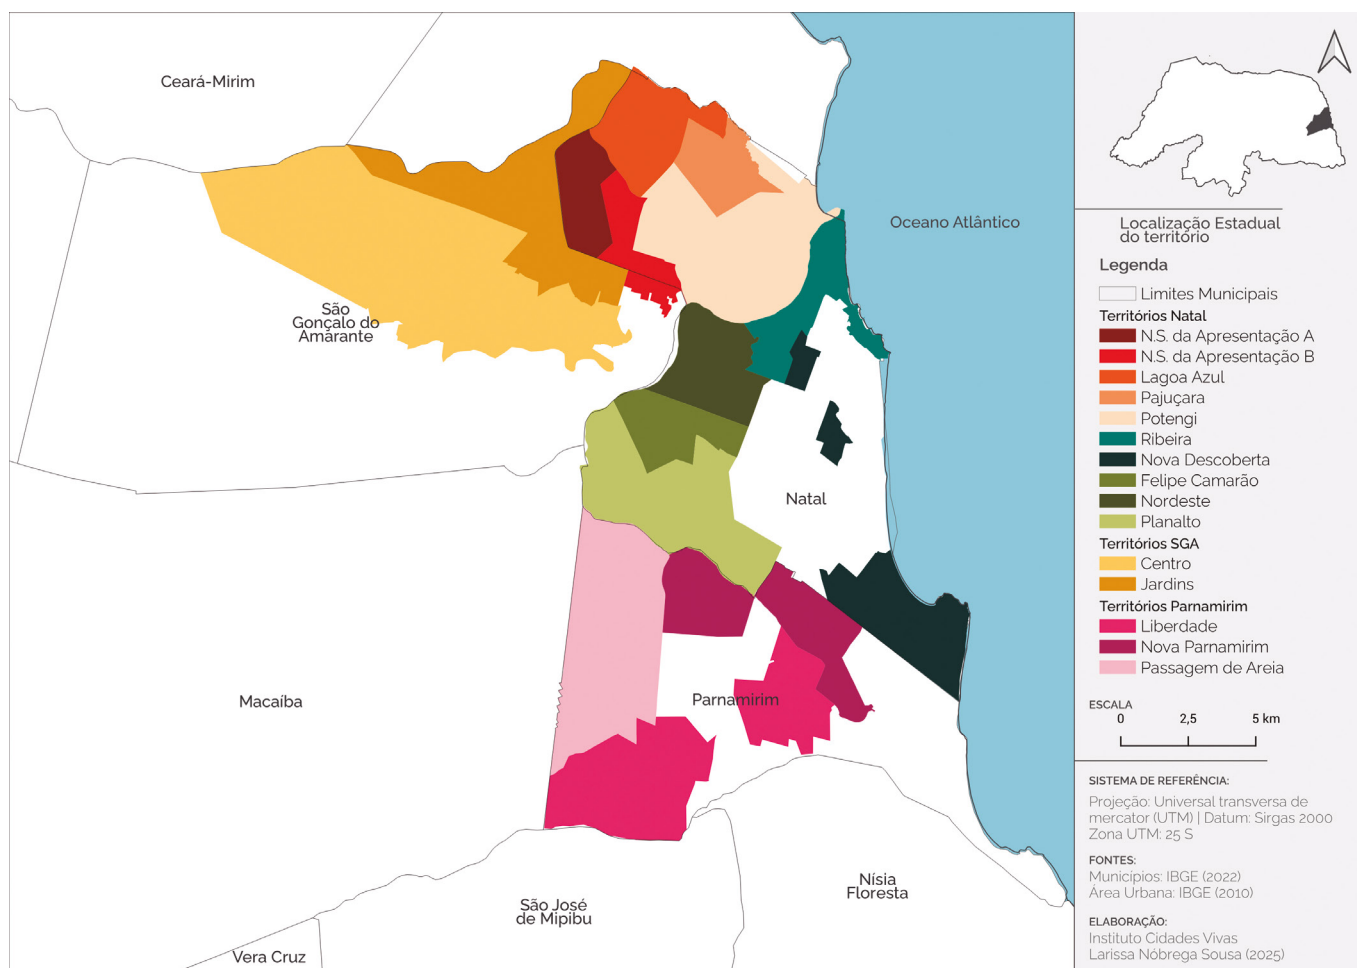 Ceará-Mirim
Oceano Atlântico
São
Gonçalo do
Amarante
Natal
Macaíba
Parnamirim
Nísia
Floresta
São José
de Mipibu
Vera Cruz
Localização Estadual
do território
Legenda
Limites Municipais
Territórios Natal
N.S. da Apresentação A
N.S. da Apresentação B
Lagoa Azul
Pajuçara
Potengi
Ribeira
Nova Descoberta
Felipe Camarão
Nordeste
Planalto
Territórios SGA
Centro
Jardins
Territórios Parnamirim
Liberdade
Nova Parnamirim
Passagem de Areia
ESCALA
0 2,5 5 km
SISTEMA DE REFERÊNCIA:
Projeção: Universal transversa de
mercator (UTM) | Datum: Sirgas 2000
Zona UTM: 25 S
FONTES:
Municípios: IBGE (2022)
Área Urbana: IBGE (2010)
ELABORAÇÃO:
Instituto Cidades Vivas
Larissa Nóbrega Sousa (2025)